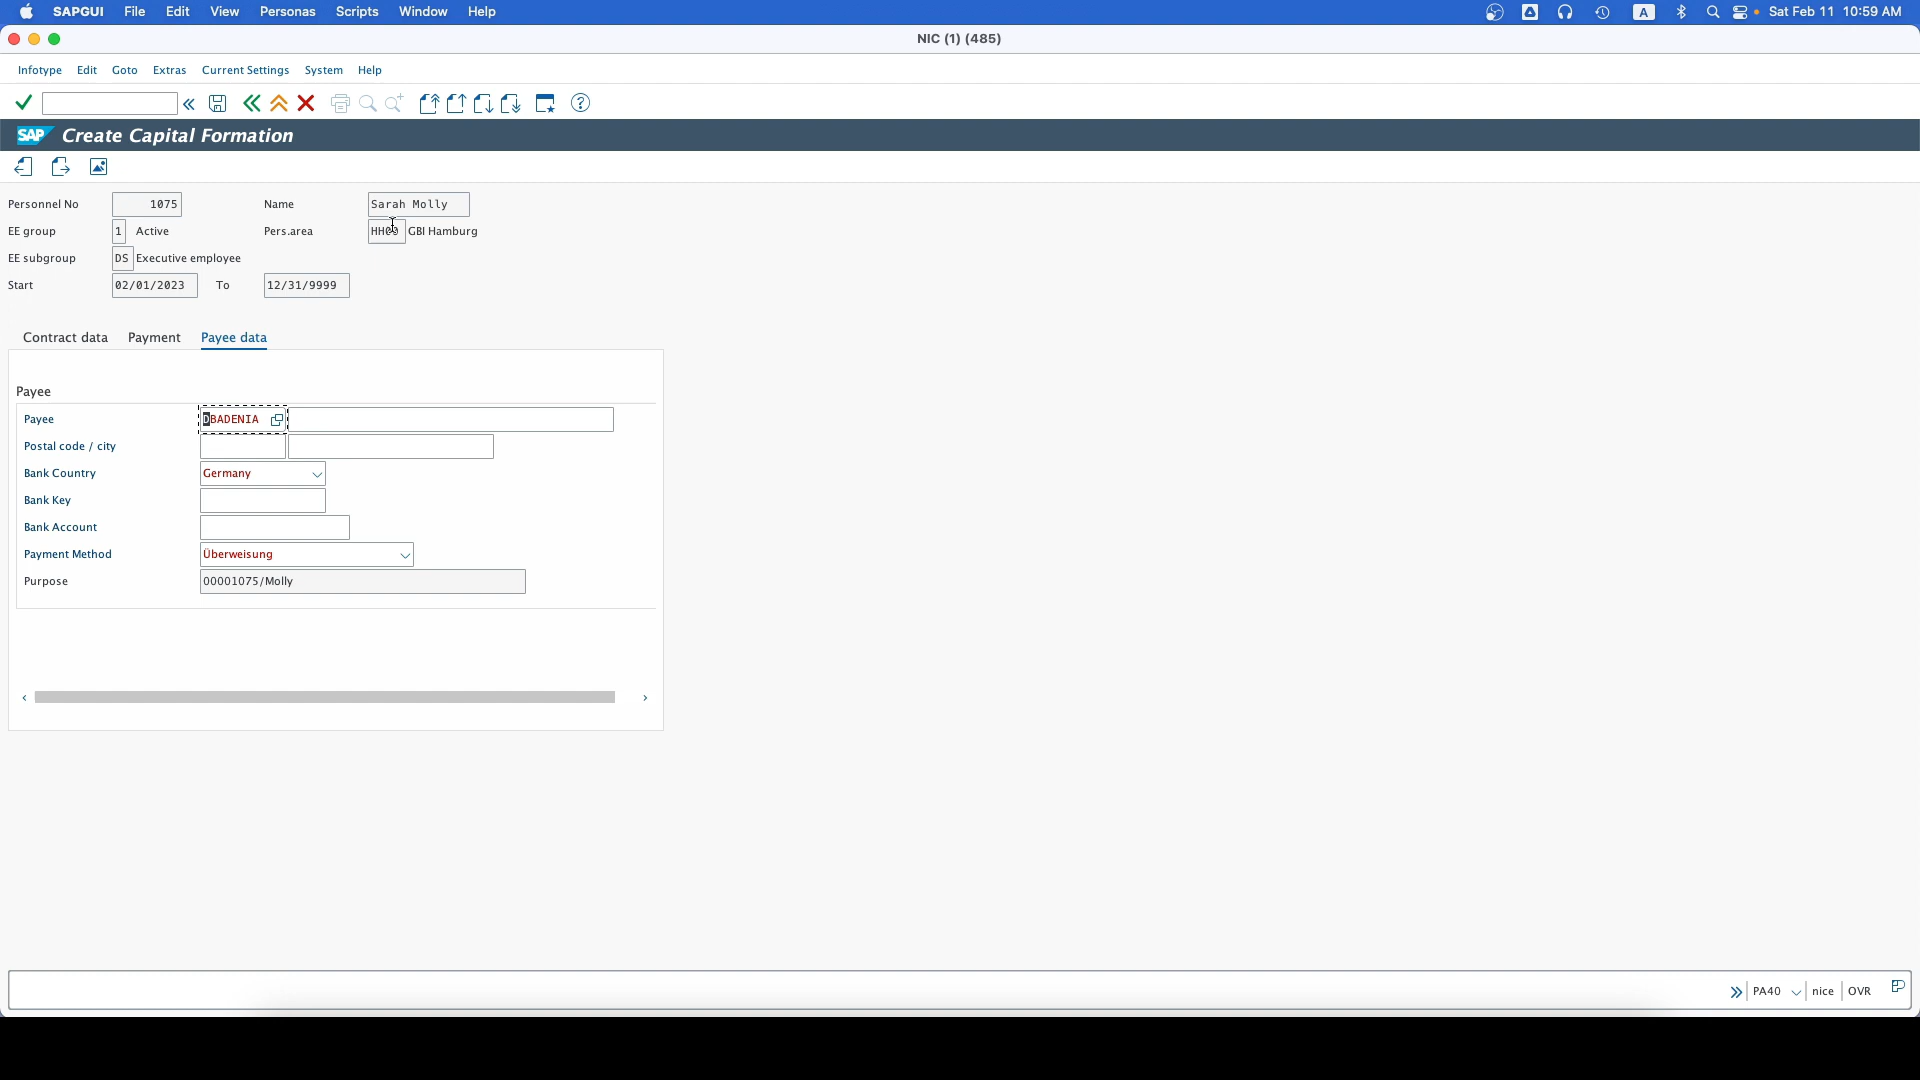 SAPGUI File Edit View Personas Scripts Window Help A Sat Feb 11 10:59 AM
NIC (1) (485)
Infotype Edit Goto Extras Current Settings System Help
SAP Create Capital Formation
Personnel No 1075 Name Sarah Molly
EE group 1 Active Pers.area HH00 GBI Hamburg
EE subgroup DS Executive employee
Start 02/01/2023 To 12/31/9999
Contract data Payment Payee data
Payee
Payee DBADENIA
Postal code / city
Bank Country Germany
Bank Key
Bank Account
Payment Method Überweisung
Purpose 00001075/Molly
PA40 nice OVR